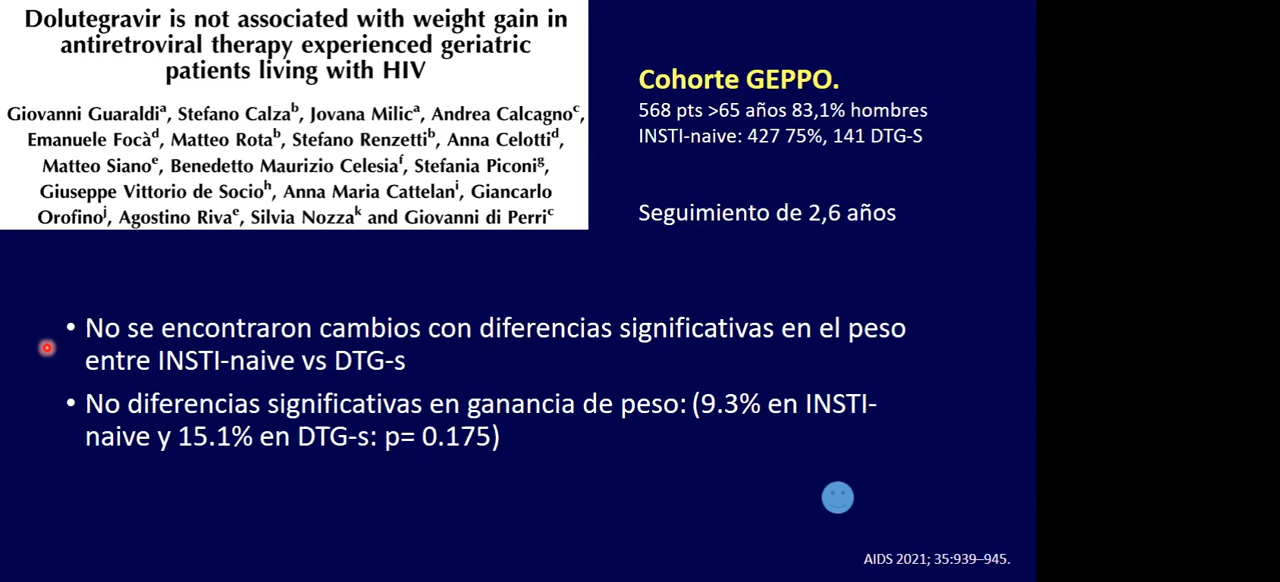 Dolutegravir is not associated with weight gain in
antiretroviral therapy experienced geriatric
patients living with HIV
Giovanni Guaraldiᵃ, Stefano Calzaᵇ, Jovana Milicᵃ, Andrea Calcagnoᶜ,
Emanuele Focàᵈ, Matteo Rotaᵇ, Stefano Renzettiᵇ, Anna Celottiᵈ,
Matteo Sianoᵉ, Benedetto Maurizio Celesiaᶠ, Stefania Piconiᵍ,
Giuseppe Vittorio de Socioʰ, Anna Maria Cattelanⁱ, Giancarlo
Orofinoʲ, Agostino Rivaᵉ, Silvia Nozzaᵏ and Giovanni di Perriᶜ
Cohorte GEPPO.
568 pts >65 años 83,1% hombres
INSTI-naive: 427 75%, 141 DTG-S
Seguimiento de 2,6 años
• No se encontraron cambios con diferencias significativas en el peso
entre INSTI-naive vs DTG-s
• No diferencias significativas en ganancia de peso: (9.3% en INSTI-
naive y 15.1% en DTG-s: p= 0.175)
AIDS 2021; 35:939–945.